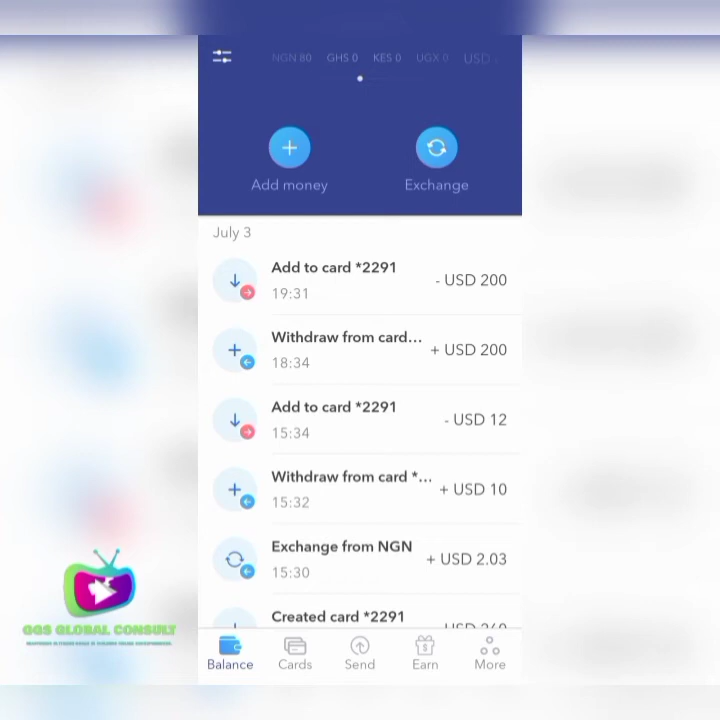 NGN 80 GHS 0 KES 0 UGX 0 USD
Add money Exchange
July 3
Add to card *2291
19:31
- USD 200
Withdraw from card...
18:34
+ USD 200
Add to card *2291
15:34
- USD 12
Withdraw from card *...
15:32
+ USD 10
Exchange from NGN
15:30
+ USD 2.03
Created card *2291
GGS GLOBAL CONSULT
Balance Cards Send Earn More